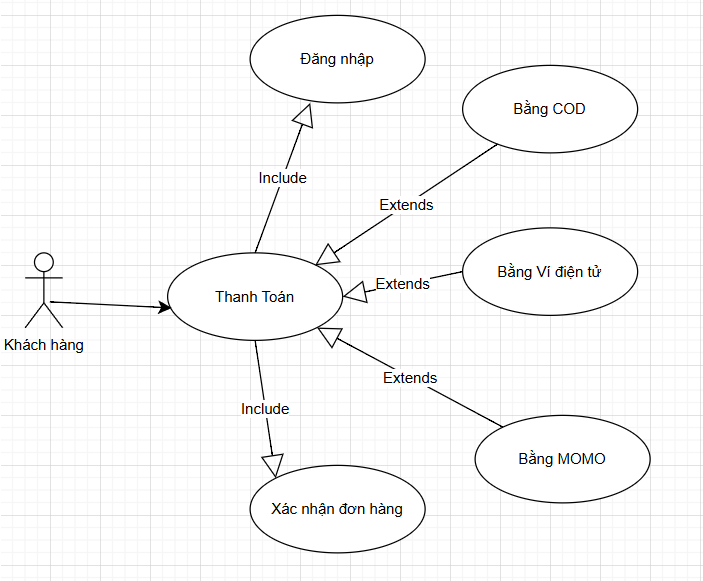 Đăng nhập
Bằng COD
Include
Extends
Bằng Ví điện tử
Extends
Thanh Toán
Khách hàng
Extends
Include
Bằng MOMO
Xác nhận đơn hàng